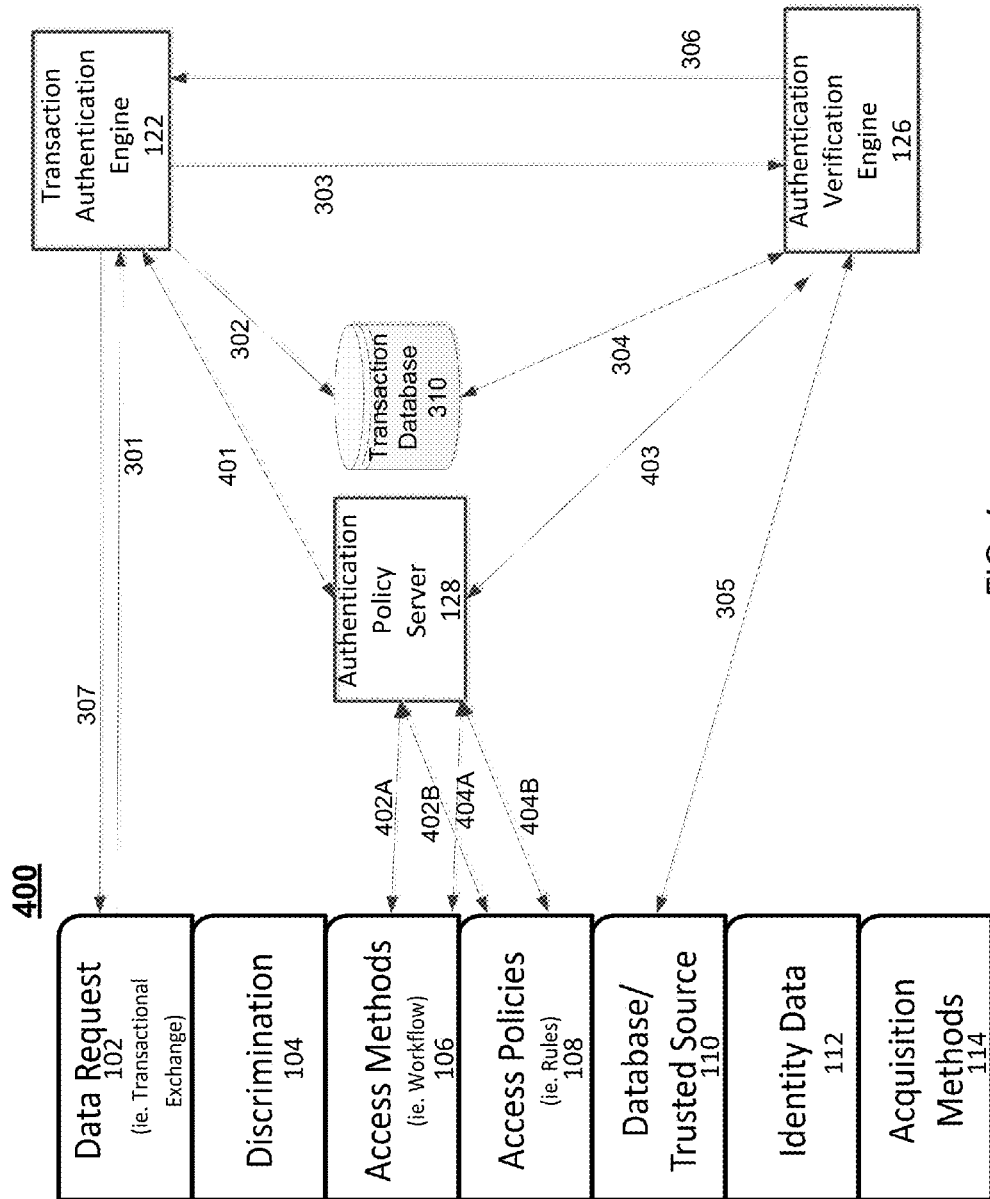 400
Data Request
102
(ie. Transactional
Exchange)
Discrimination
104
Access Methods
(ie. Workflow)
106
Access Policies
(ie. Rules)
108
Database/
Trusted Source
110
Identity Data
112
Acquisition
Methods
114
307
301
401
302
303
306
402A
402B
404A
404B
305
403
304
Authentication
Policy
Server
128
Transaction
Database
310
Transaction
Authentication
Engine
122
Authentication
Verification
Engine
126